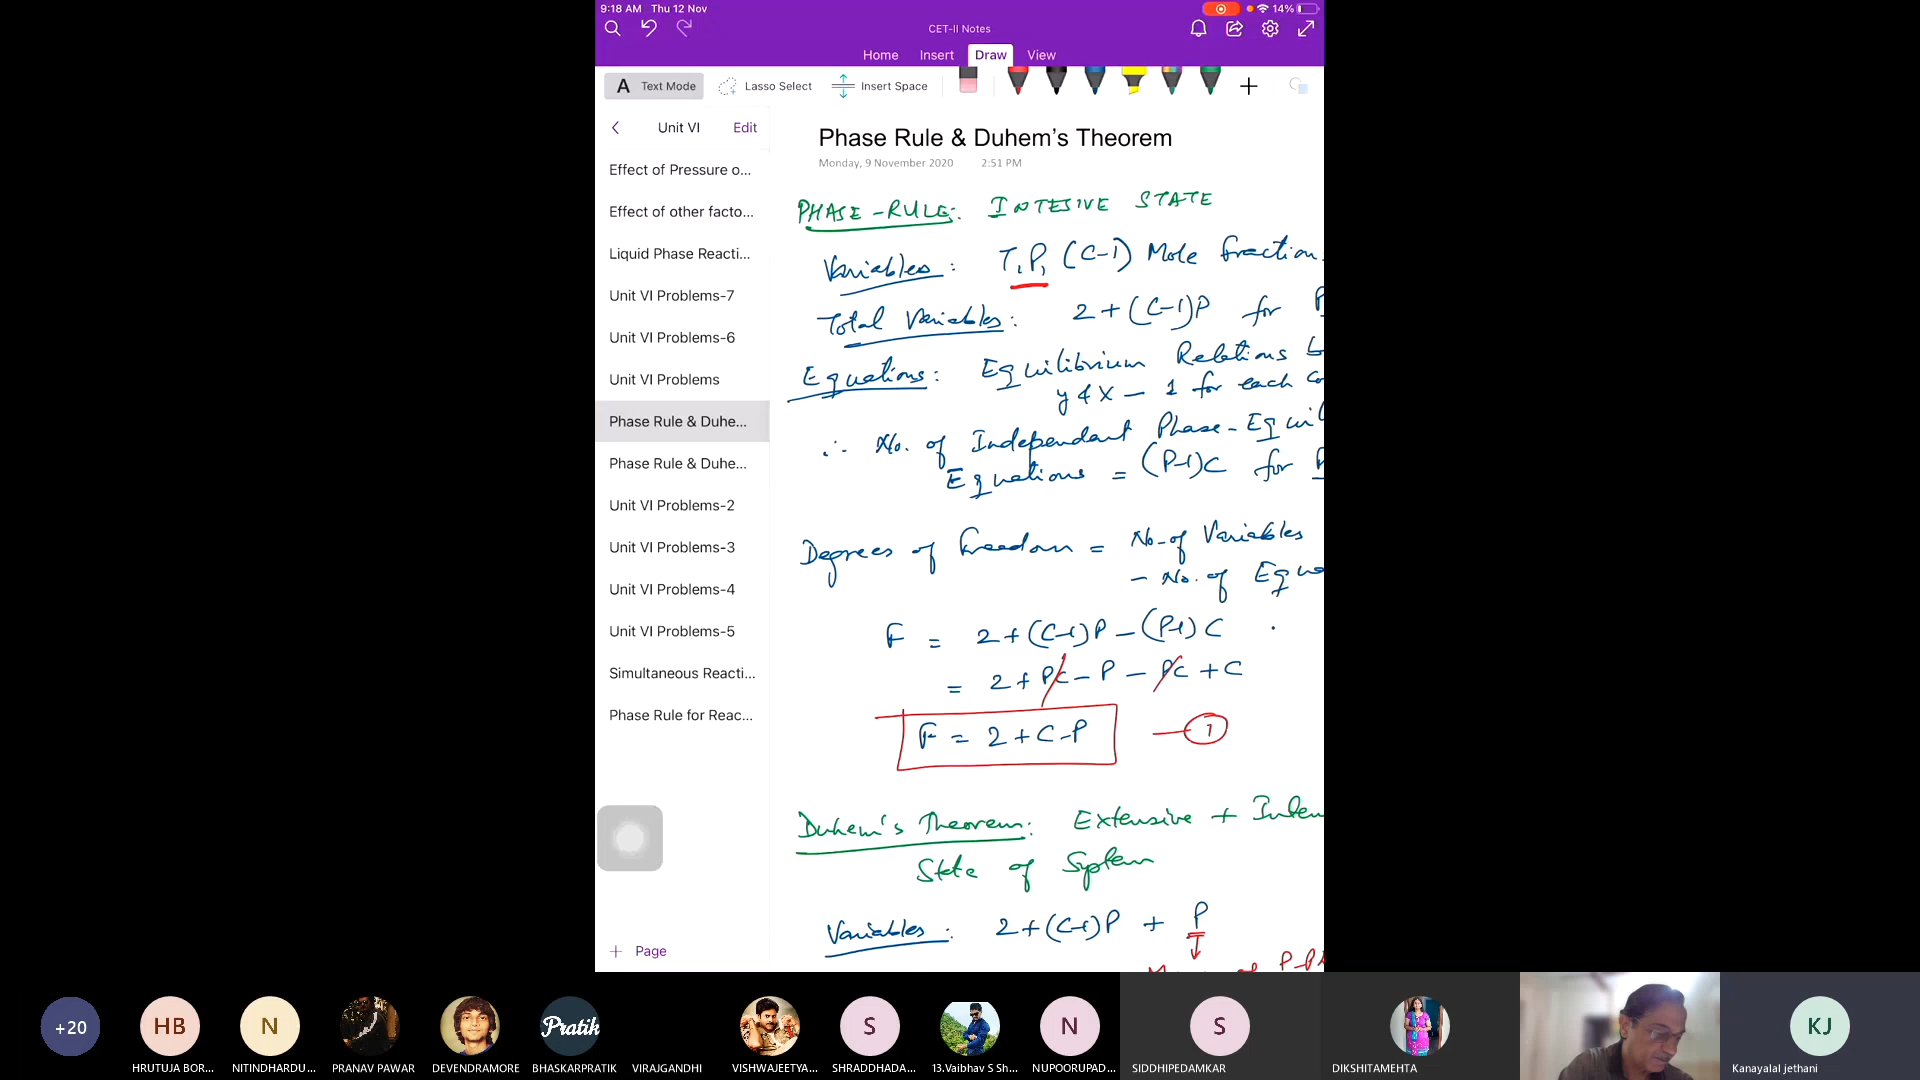 9:18 AM Thu 12 Nov
14%
CET-II Notes
Home Insert Draw View
A Text Mode Lasso Select Insert Space
Unit VI Edit
Effect of Pressure o...
Effect of other facto...
Liquid Phase Reacti...
Unit VI Problems-7
Unit VI Problems-6
Unit VI Problems
Phase Rule & Duhe...
Phase Rule & Duhe...
Unit VI Problems-2
Unit VI Problems-3
Unit VI Problems-4
Unit VI Problems-5
Simultaneous Reacti...
Phase Rule for Reac...
+ Page
Phase Rule & Duhem's Theorem
Monday, 9 November 2020 2:51 PM
PHASE-RULE: INTESIVE STATE
Variables: T, P, (C-1) Mole fraction
Total Variables: 2+(C-1)P for
Equations: Equilibrium Relations
y & x - 1 for each
∴ No. of Independant Phase-Equil
Equations = (P-1)C for
Degrees of freedom = No. of Variables
- No. of Equa
F = 2+(C-1)P-(P-1)C
= 2+PC-P-PC+C
F = 2+C-P — 1
Duhem's Theorem: Extensive + Inten
State of System
Variables: 2+(C-1)P + P
+20
HB
HRUTUJA BOR...
N
NITINDHARDU...
PRANAV PAWAR
DEVENDRAMORE
Pratik
BHASKARPRATIK
VIRAJGANDHI
VISHWAJEETYA...
S
SHRADDHADA...
13.Vaibhav S Sh...
N
NUPOORUPAD...
S
SIDDHIPEDAMKAR
DIKSHITAMEHTA
KJ
Kanayalal jethani